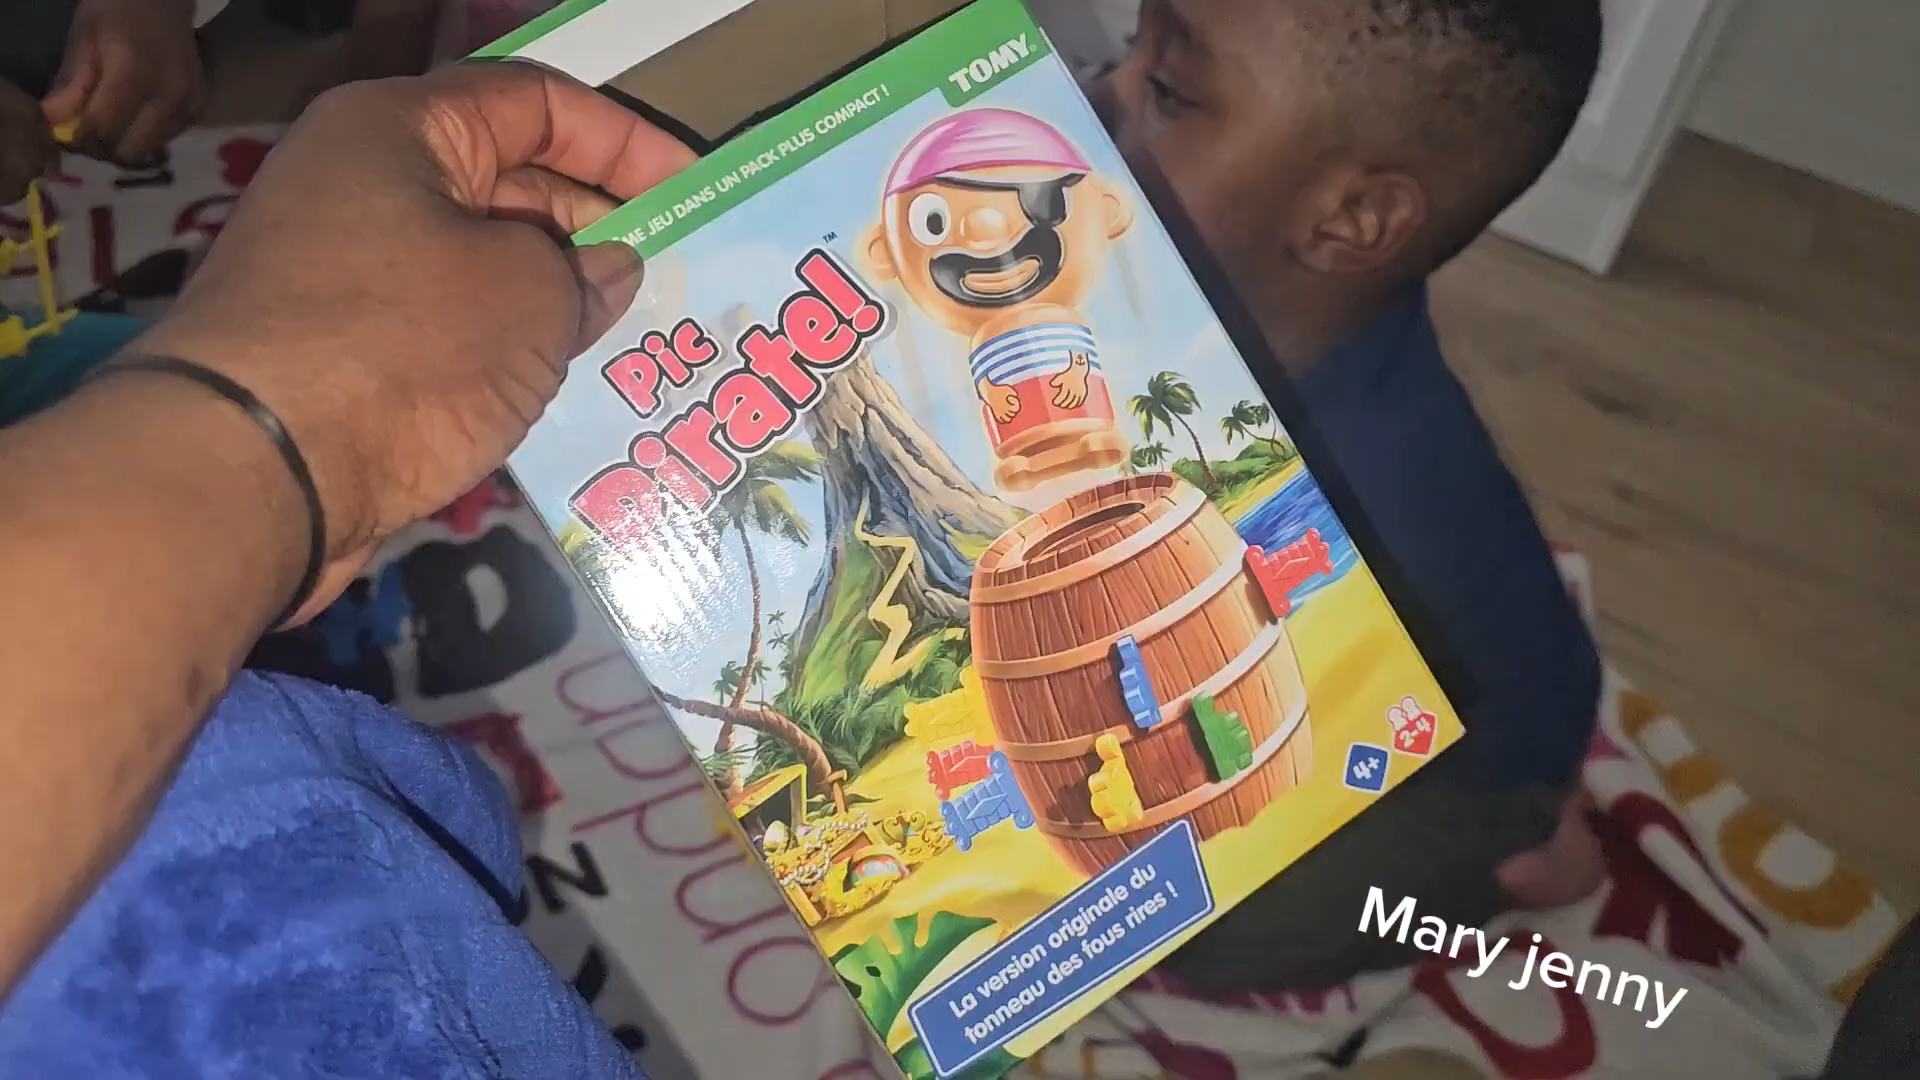 ME JEU DANS UN PACK PLUS COMPACT !
TOMY
Pic
Pirate!
TM
4+
2-4
La version originale du
tonneau des fous rires !
Mary jenny